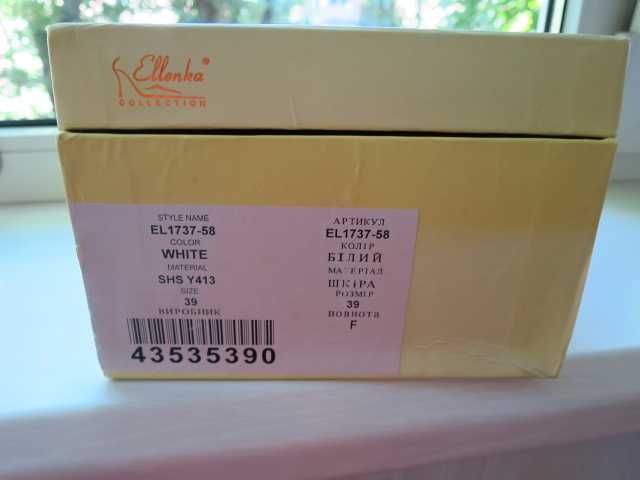 Ellenka®
COLLECTION
STYLE NAME
EL1737-58
COLOR
WHITE
MATERIAL
SHS Y413
SIZE
39
ВИРОБНИК
43535390
АРТИКУЛ
EL1737-58
КОЛІР
БІЛИЙ
МАТЕРІАЛ
ШКіРА
РОЗМІР
39
ПОВНОТА
F